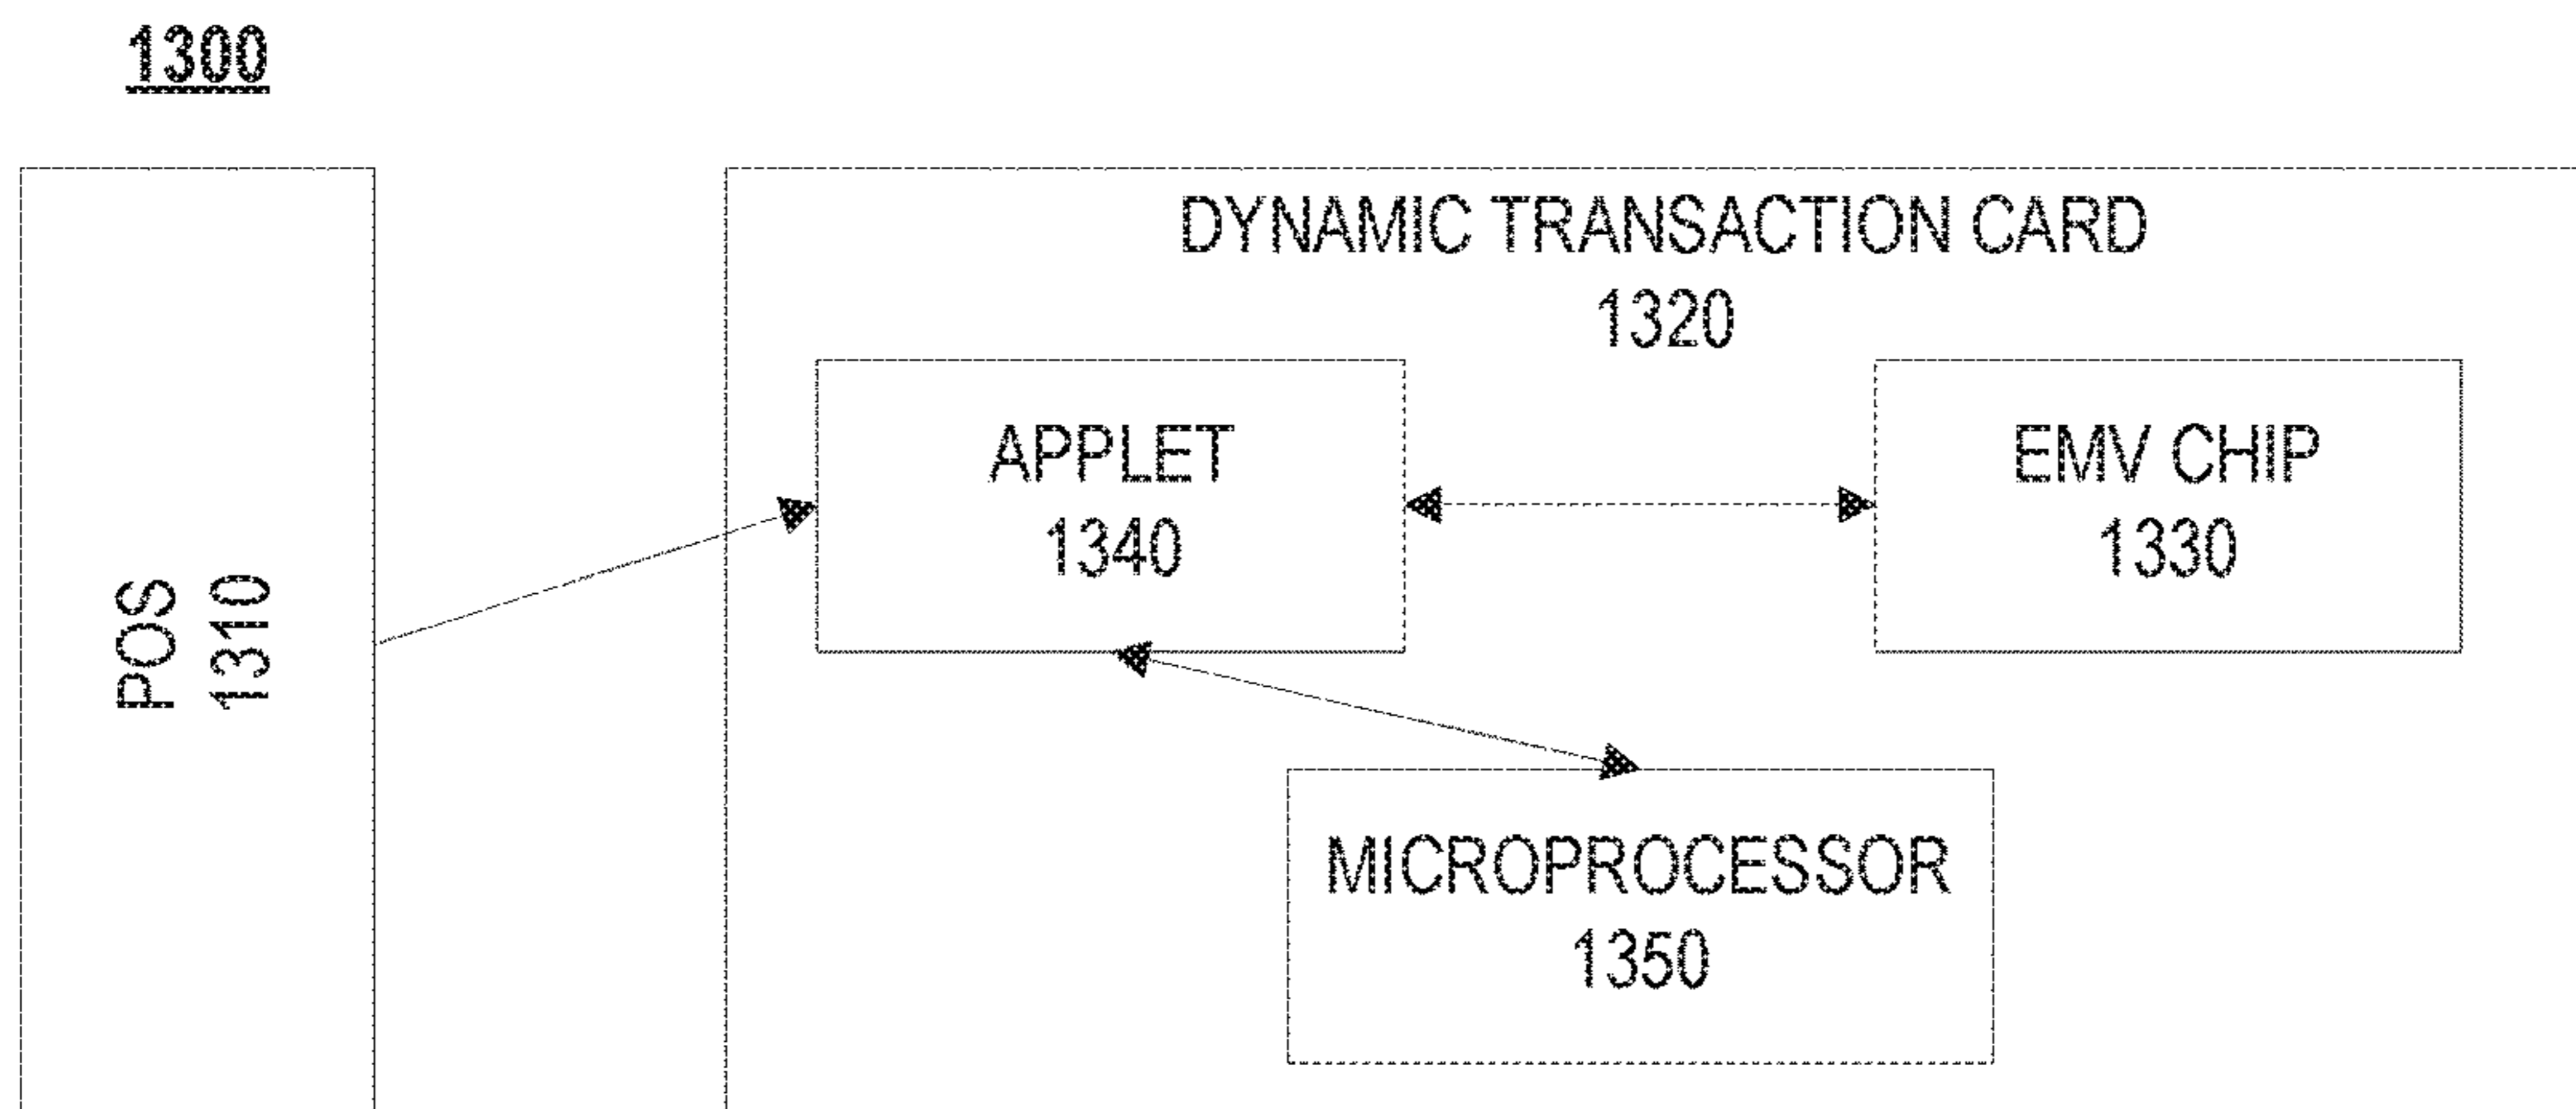 1300
POS
1310
DYNAMIC TRANSACTION CARD
1320
APPLET
1340
EMV CHIP
1330
MICROPROCESSOR
1350